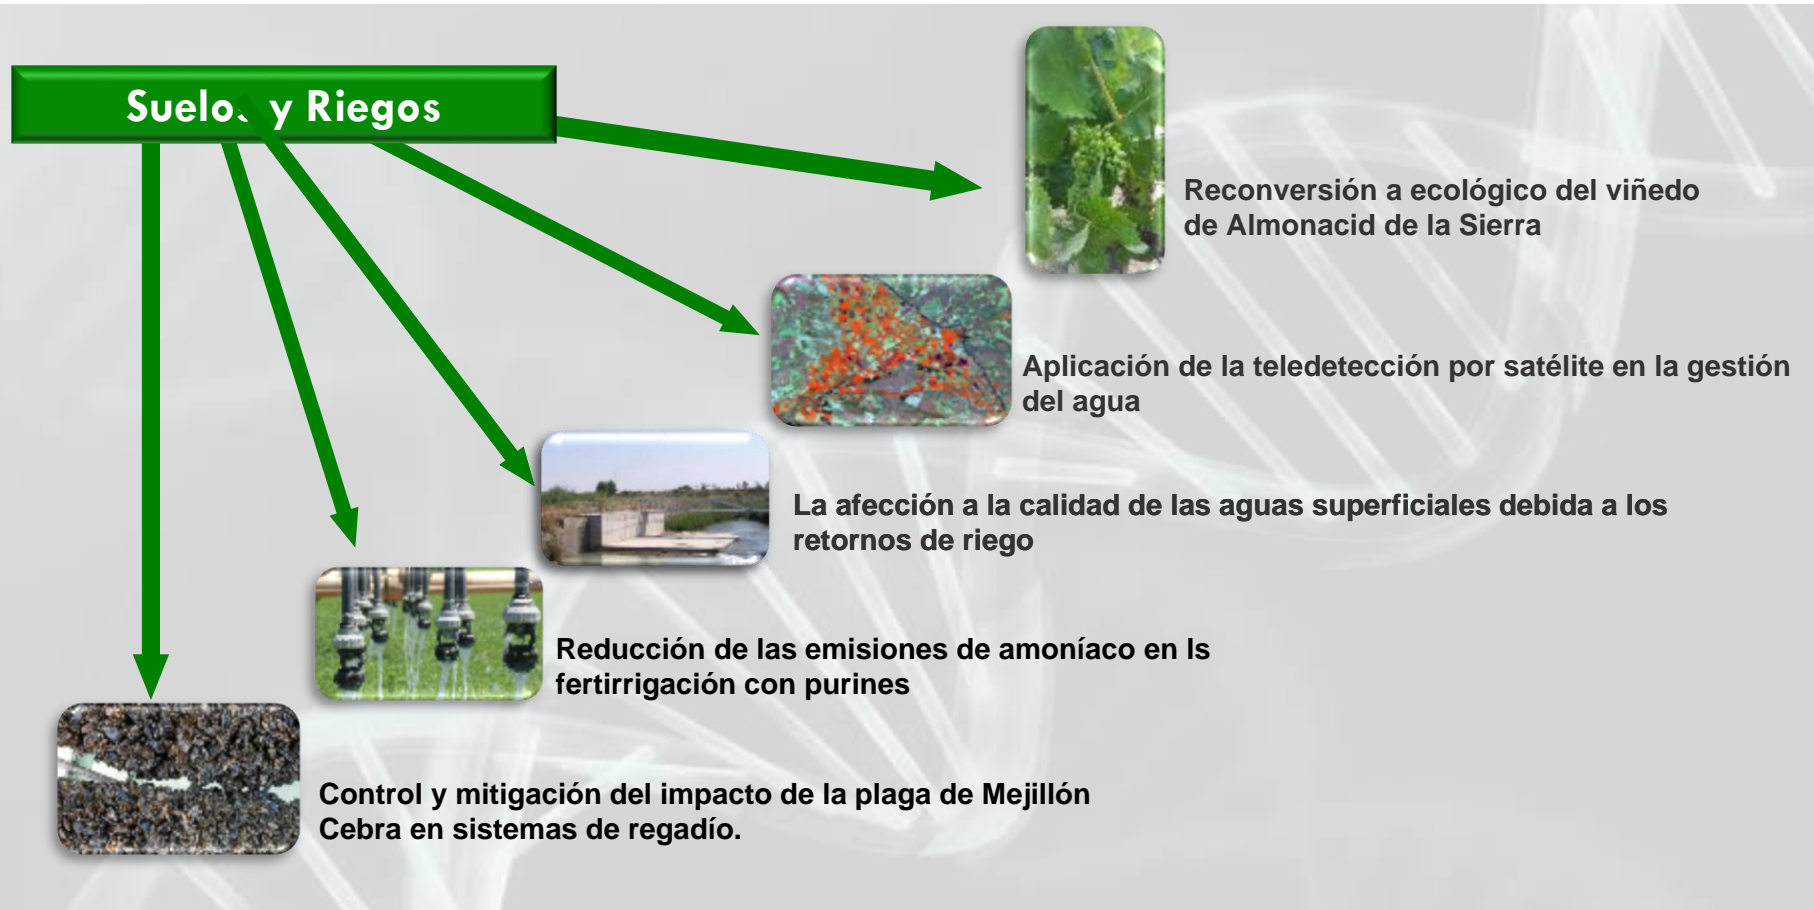 Suelos y Riegos
Reconversión a ecológico del viñedo
de Almonacid de la Sierra
Aplicación de la teledetección por satélite en la gestión
del agua
La afección a la calidad de las aguas superficiales debida a los
retornos de riego
Reducción de las emisiones de amoníaco en ls
fertirrigación con purines
Control y mitigación del impacto de la plaga de Mejillón
Cebra en sistemas de regadío.